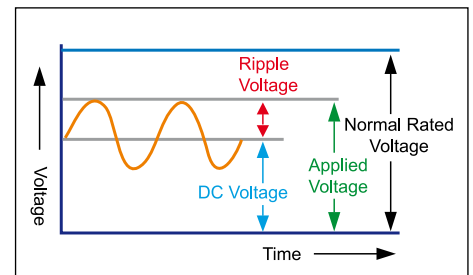 Ripple
Voltage
Normal Rated
Voltage
Applied
Voltage
DC Voltage
Voltage
Time